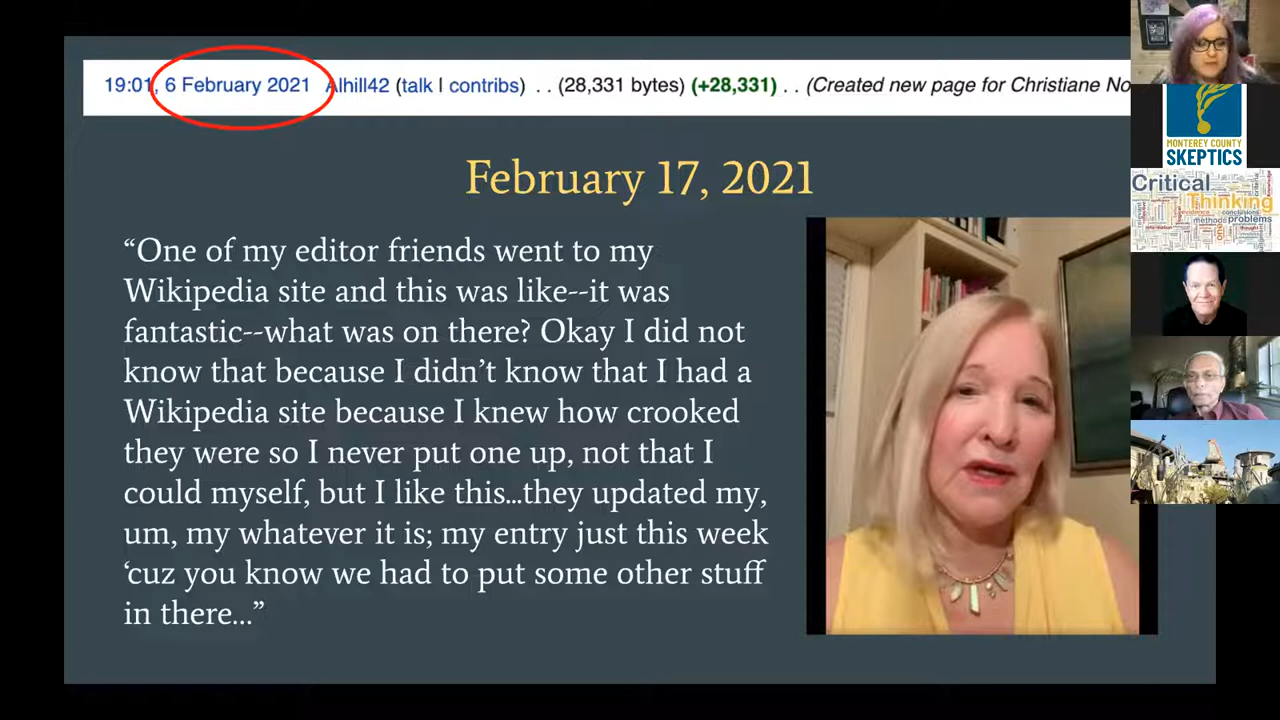 19:01, 6 February 2021 Alhill42 (talk | contribs) . . (28,331 bytes) (+28,331) . . (Created new page for Christiane No
February 17, 2021
“One of my editor friends went to my
Wikipedia site and this was like--it was
fantastic--what was on there? Okay I did not
know that because I didn’t know that I had a
Wikipedia site because I knew how crooked
they were so I never put one up, not that I
could myself, but I like this...they updated my,
um, my whatever it is; my entry just this week
‘cuz you know we had to put some other stuff
in there...”
MONTEREY COUNTY
SKEPTICS
Critical
Thinking
evidence
conclusions
methods
problems